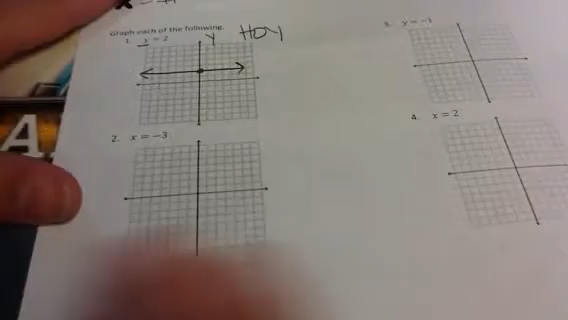 Graph each of the following.
1. y = 2
y
HOY
2. x = −3
3. y = −1
4. x = 2
A